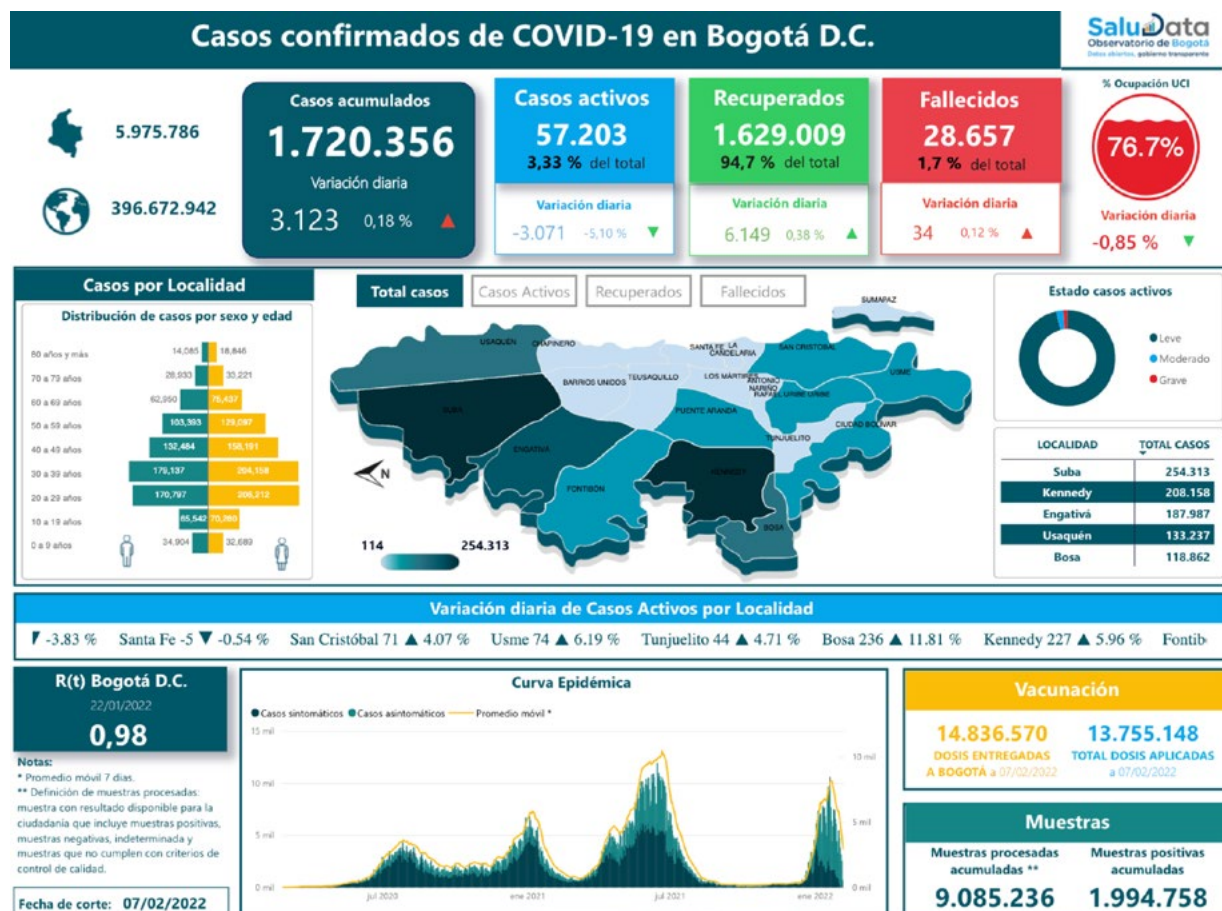 Casos confirmados de COVID-19 en Bogotá D.C.
SaluData
Observatorio de Bogotá
Datos abiertos, gobierno transparente
5.975.786
396.672.942
Casos acumulados
1.720.356
Variación diaria
3.123 0,18 %
Casos activos
57.203
3,33 % del total
Variación diaria
-3.071 -5,10 %
Recuperados
1.629.009
94,7 % del total
Variación diaria
6.149 0,38 %
Fallecidos
28.657
1,7 % del total
Variación diaria
34 0,12 %
% Ocupación UCI
76.7%
Variación diaria
-0,85 %
Casos por Localidad
Distribución de casos por sexo y edad
14,085 18,846
70 a 79 años
60 a 69 años 62,950 75,437
50 a 59 años 103,393 129,097
40 a 49 años 132,484 158,191
30 a 39 años 179,137 204,158
20 a 29 años 170,797
10 a 19 años 65,542
0 a 9 años 34,904 32,689
Total casos Casos Activos Recuperados Fallecidos
SUMAPAZ
USAQUÉN CHAPINERO SANTA FE LA CANDELARIA SAN CRISTÓBAL
BARRIOS UNIDOS TEUSAQUILLO LOS MÁRTIRES ANTONIO NARIÑO RAFAEL URIBE URIBE USME
SUBA PUENTE ARANDA CIUDAD BOLÍVAR
ENGATIVÁ TUNJUELITO
FONTIBÓN KENNEDY
BOSA
N
114 254.313
Estado casos activos
Leve
Moderado
Grave
LOCALIDAD TOTAL CASOS
Suba 254.313
Kennedy 208.158
Engativá 187.987
Usaquén 133.237
Bosa 118.862
Variación diaria de Casos Activos por Localidad
▼ -3.83 % Santa Fe -5 ▼ -0.54 % San Cristóbal 71 ▲ 4.07 % Usme 74 ▲ 6.19 % Tunjuelito 44 ▲ 4.71 % Bosa 236 ▲ 11.81 % Kennedy 227 ▲ 5.96 % Fontib
R(t) Bogotá D.C.
22/01/2022
0,98
Notas:
* Promedio móvil 7 días.
** Definición de muestras procesadas:
muestra con resultado disponible para la
ciudadanía que incluye muestras positivas,
muestras negativas, indeterminada y
muestras que no cumplen con criterios de
control de calidad.
Fecha de corte: 07/02/2022
Curva Epidémica
Casos sintomáticos Casos asintomáticos Promedio móvil *
15 mil
10 mil 10 mil
5 mil 5 mil
0 mil 0 mil
jul 2020 ene 2021 jul 2021 ene 2022
Vacunación
14.836.570
DOSIS ENTREGADAS
A BOGOTÁ a 07/02/2022
13.755.148
TOTAL DOSIS APLICADAS
a 07/02/2022
Muestras
Muestras procesadas
acumuladas **
9.085.236
Muestras positivas
acumuladas
1.994.758